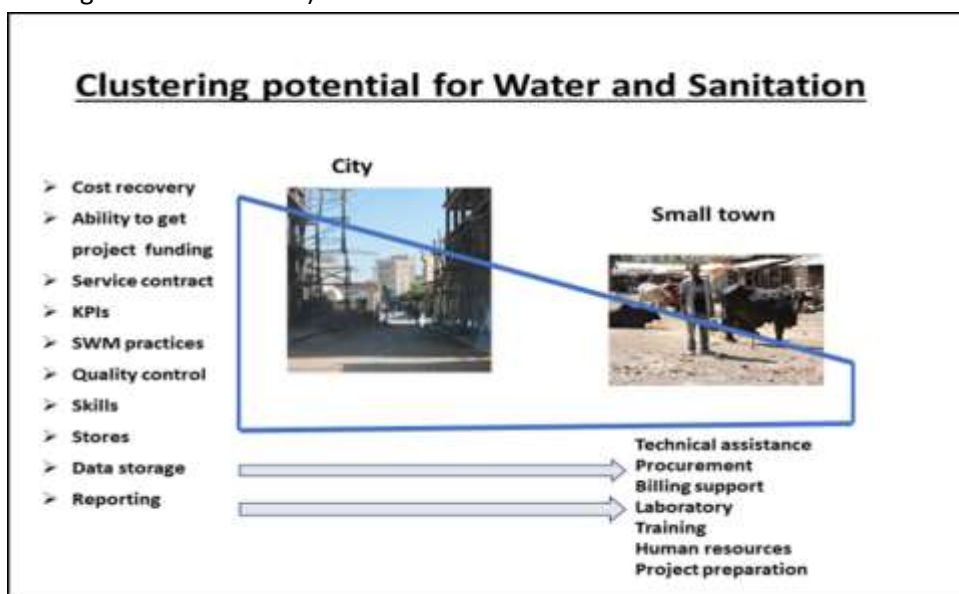 Clustering potential for Water and Sanitation
City
Small town
➢ Cost recovery
➢ Ability to get
project funding
➢ Service contract
➢ KPIs
➢ SWM practices
➢ Quality control
➢ Skills
➢ Stores
➢ Data storage
➢ Reporting
Technical assistance
Procurement
Billing support
Laboratory
Training
Human resources
Project preparation